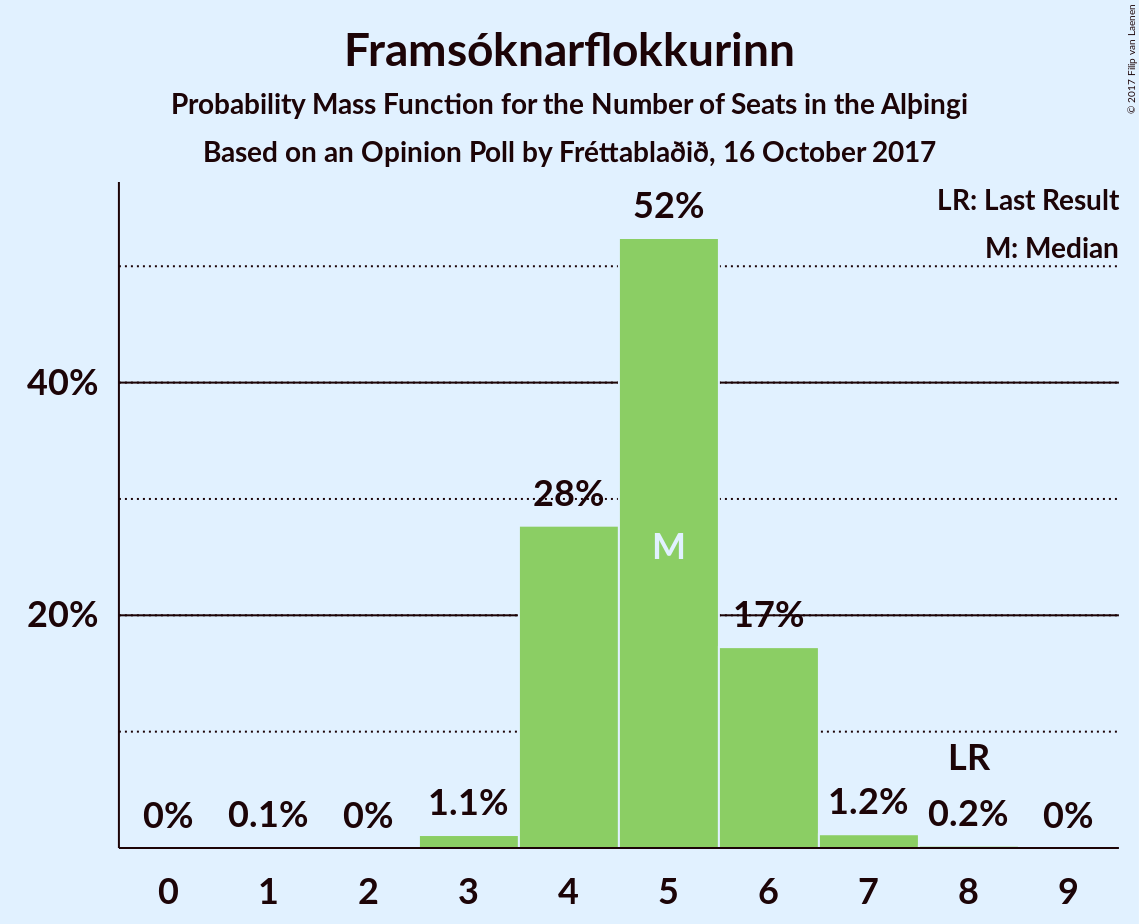 Framsóknarflokkurinn
Probability Mass Function for the Number of Seats in the Alþingi
Based on an Opinion Poll by Fréttablaðið, 16 October 2017
© 2017 Filip van Laenen
LR: Last Result
M: Median
52%
40%
28%
M
20%
17%
LR
0%
0.1%
0%
1.1%
1.2%
0.2%
0%
0
1
2
3
4
5
6
7
8
9